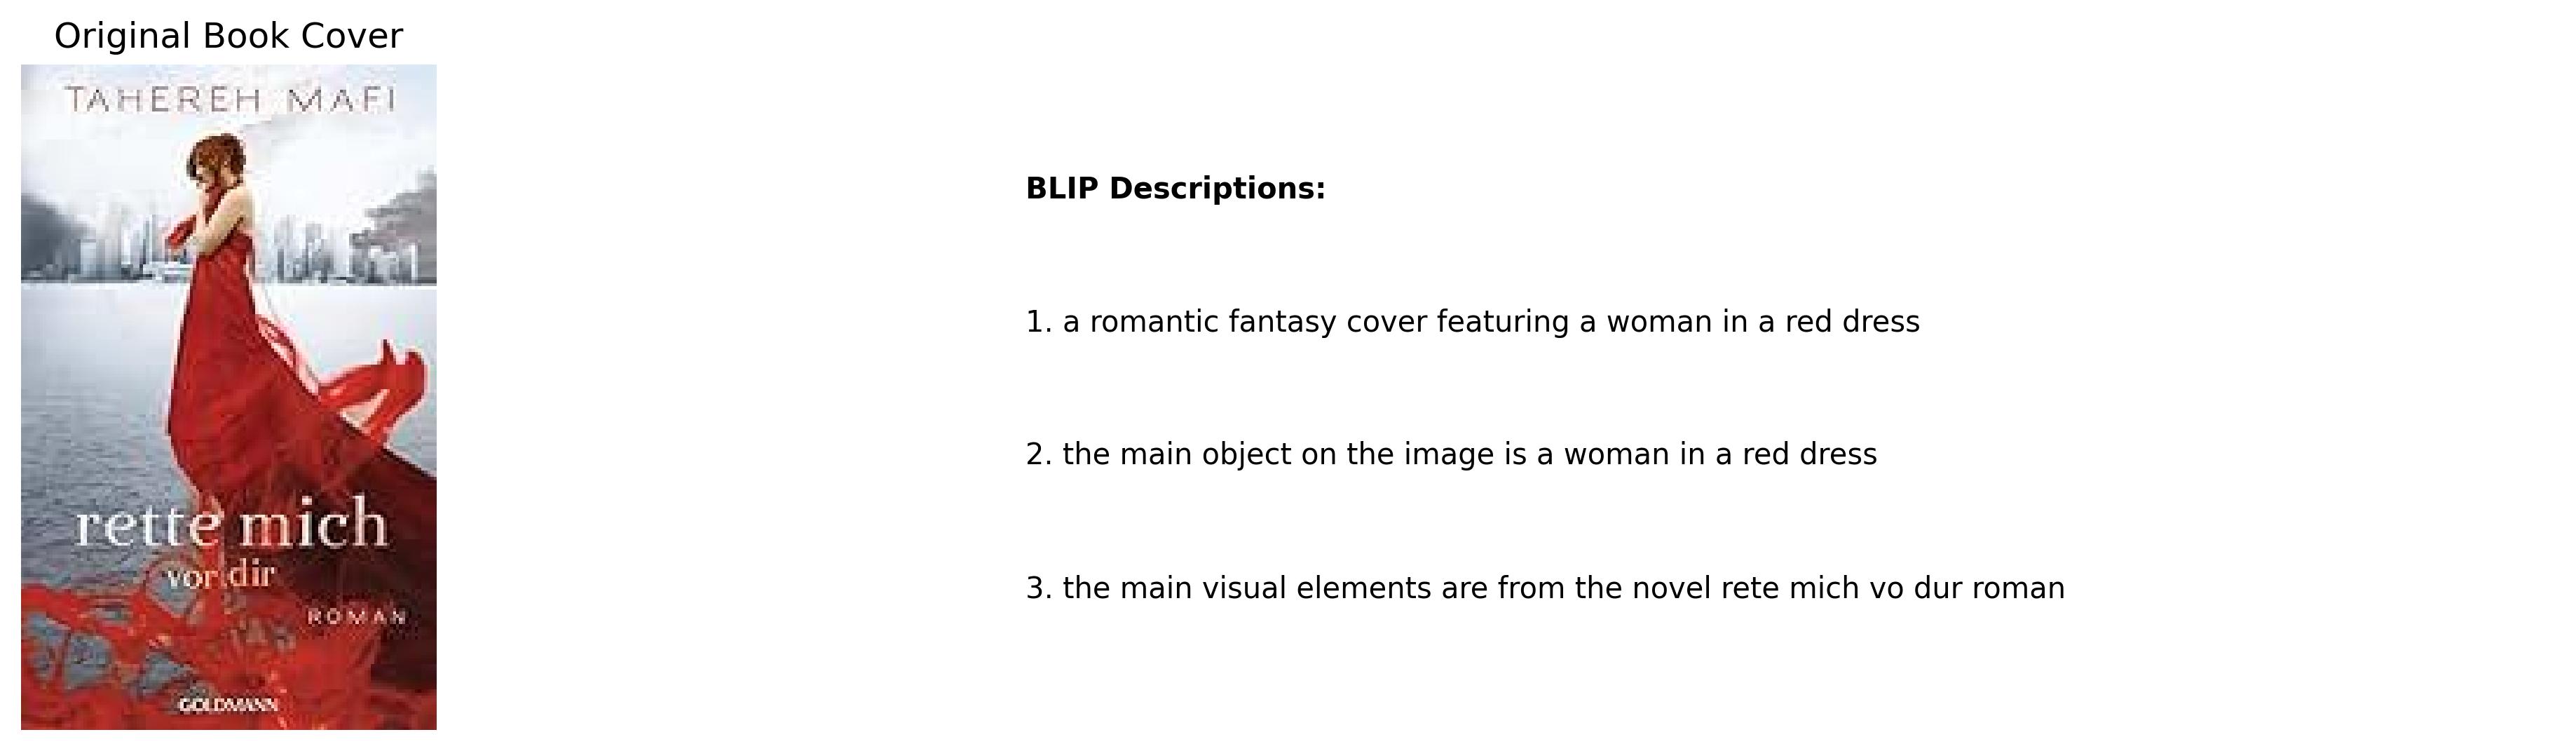 Original Book Cover
TAHEREH MAFI
rette mich
vor dir
ROMAN
GOLDMANN
BLIP Descriptions:
1. a romantic fantasy cover featuring a woman in a red dress
2. the main object on the image is a woman in a red dress
3. the main visual elements are from the novel rete mich vo dur roman